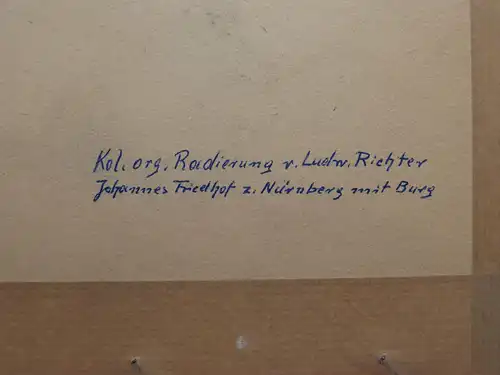 Kol. org. Radierung v. Ludw. Richter
Johannes Friedhof z. Nürnberg mit Burg